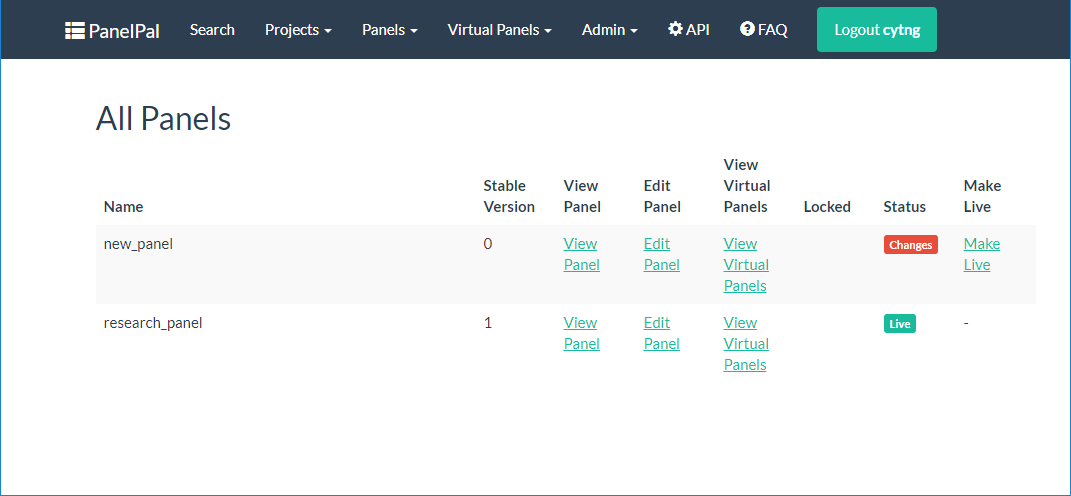 PanelPal Search Projects Panels Virtual Panels Admin API FAQ Logout cytng
All Panels
View
Stable View Edit Virtual Make
Name Version Panel Panel Panels Locked Status Live
new_panel 0 View Edit View Changes Make
Panel Panel Virtual Live
Panels
research_panel 1 View Edit View Live -
Panel Panel Virtual
Panels